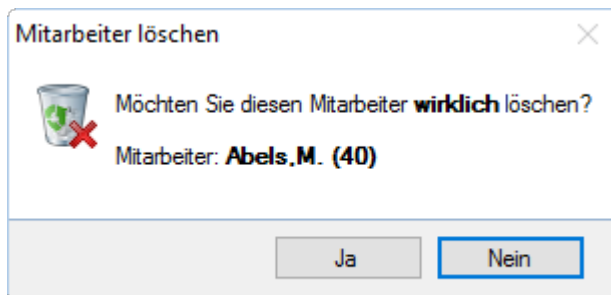 Mitarbeiter löschen
Möchten Sie diesen Mitarbeiter wirklich löschen?
Mitarbeiter: Abels,M. (40)
Ja
Nein